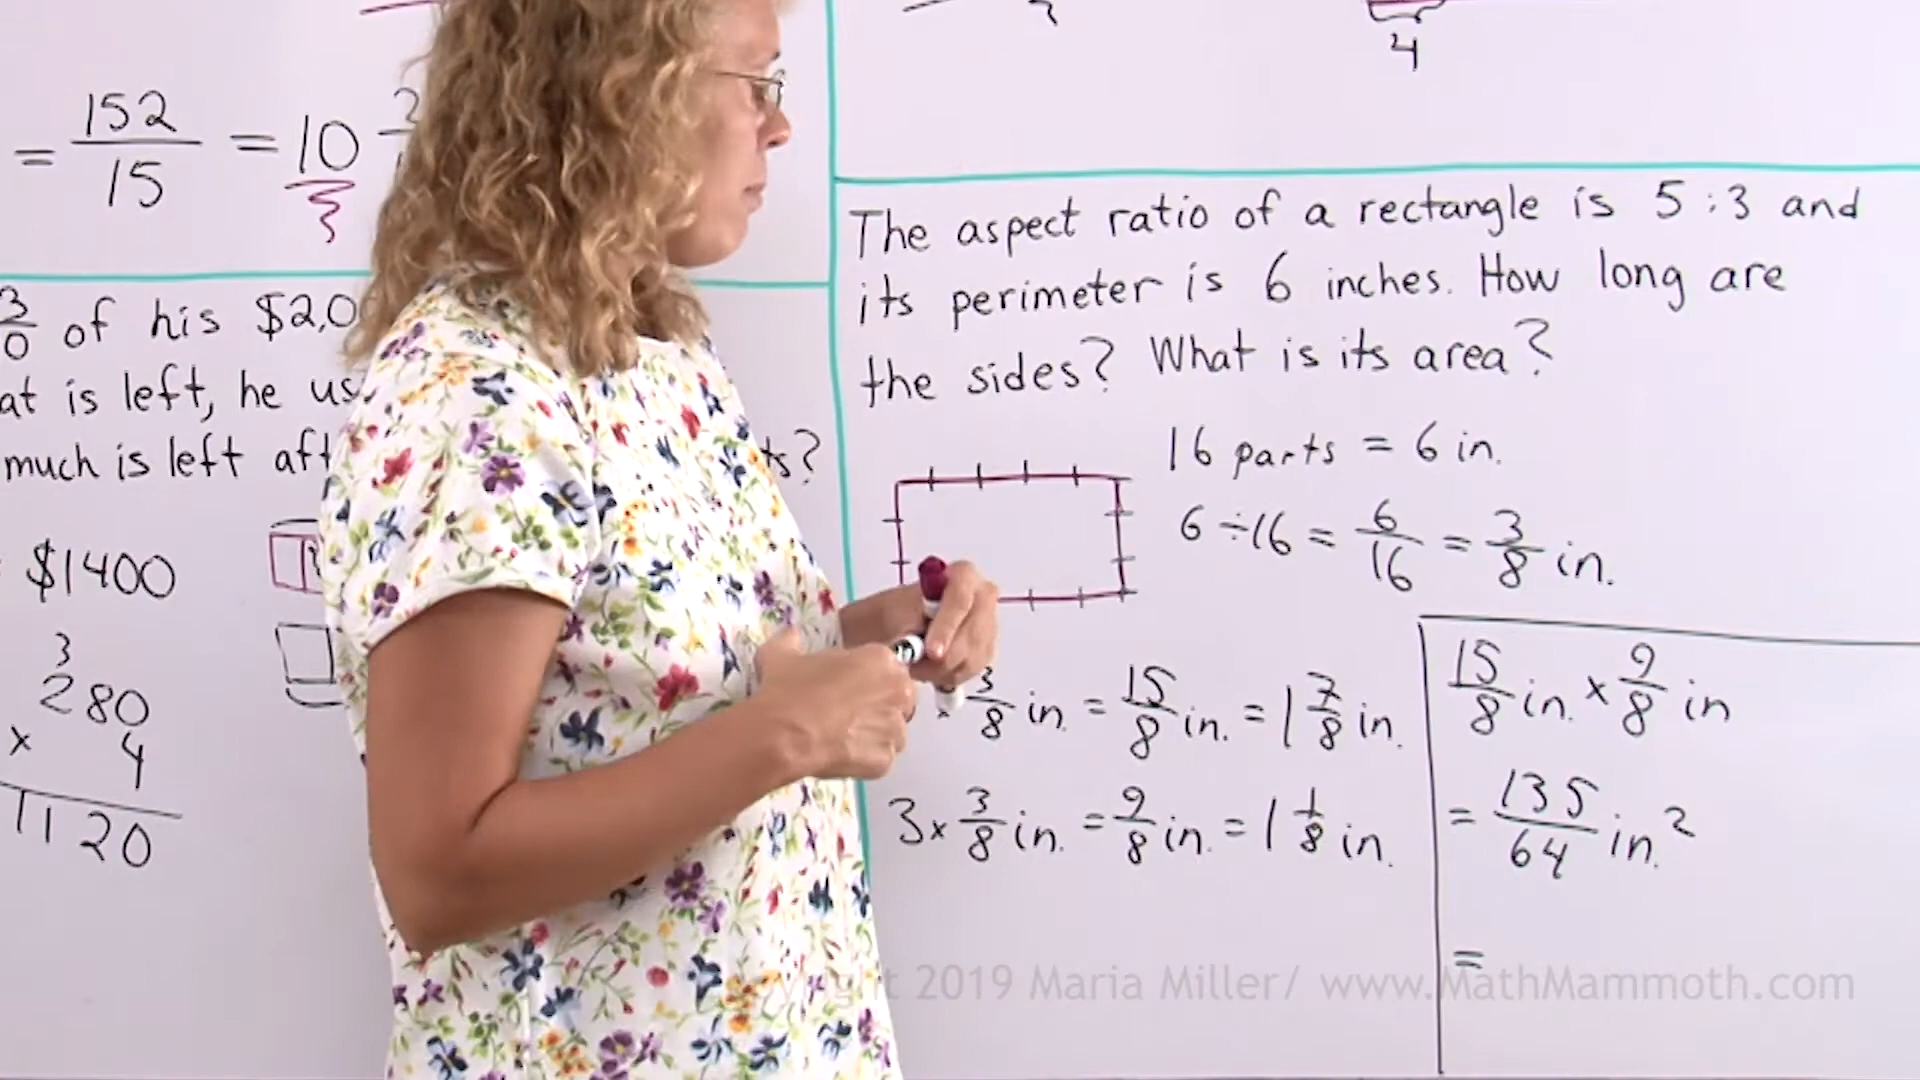 4
= 152/15 = 10
The aspect ratio of a rectangle is 5:3 and
its perimeter is 6 inches. How long are
the sides? What is its area?
3/0 of his $2,0
at is left, he us
much is left aft ts?
$1400
3
280
× 4
1120
16 parts = 6 in.
6 ÷ 16 = 6/16 = 3/8 in.
× 3/8 in. = 15/8 in. = 1 7/8 in.
3 × 3/8 in. = 9/8 in. = 1 1/8 in.
15/8 in. × 9/8 in
= 135/64 in.²
=
2019 Maria Miller/ www.MathMammoth.com